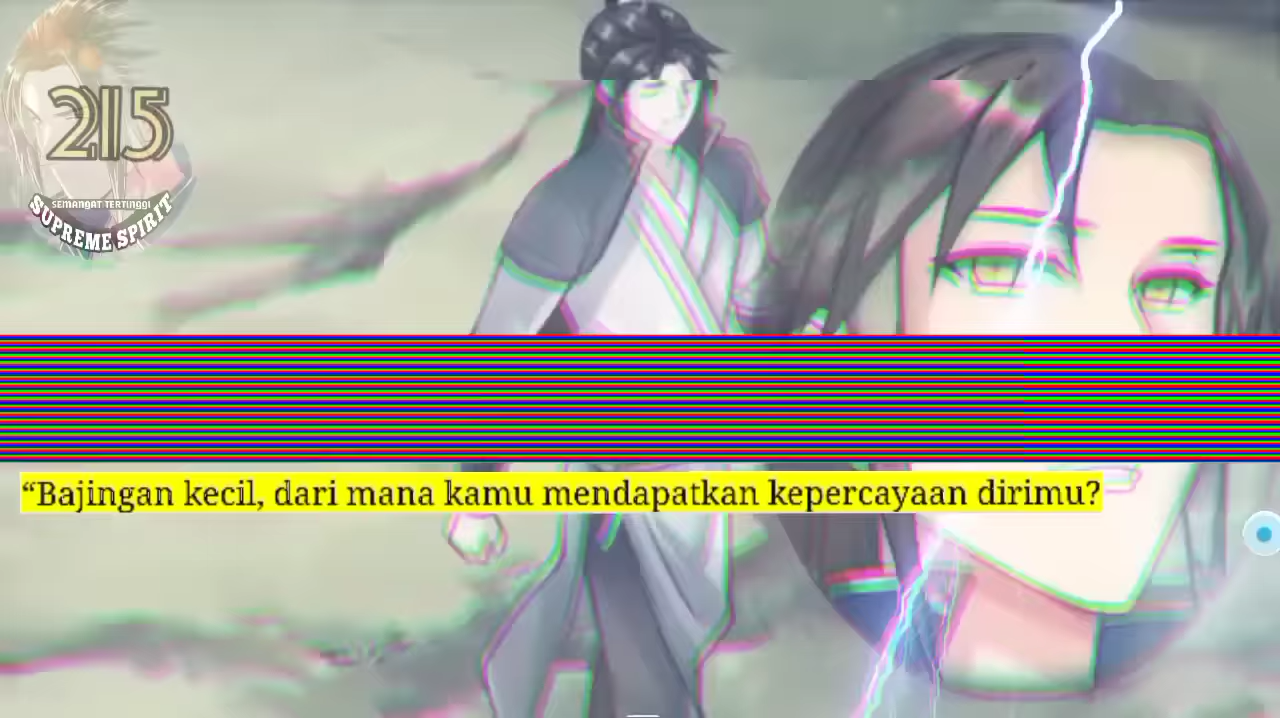 215
SEMANGAT TERTINGGI
SUPREME SPIRIT
“Bajingan kecil, dari mana kamu mendapatkan kepercayaan dirimu?